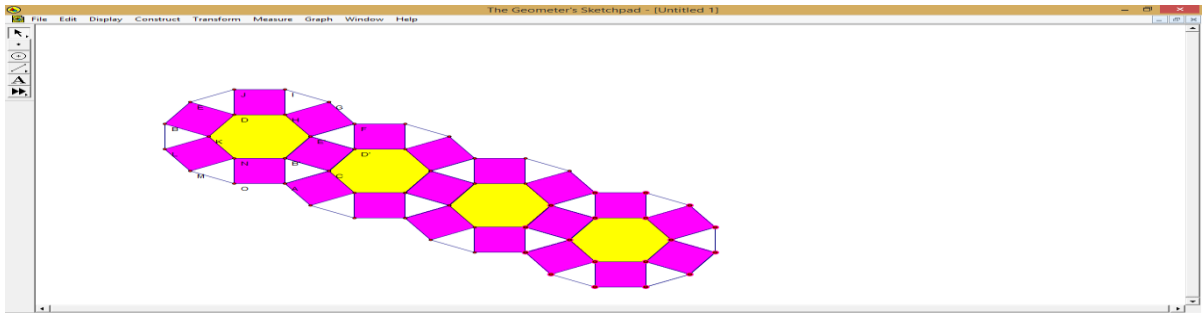 The Geometer's Sketchpad - [Untitled 1]
File Edit Display Construct Transform Measure Graph Window Help
A
J I
E G
D H
B F
K E'
L N B' D'
M C
O A